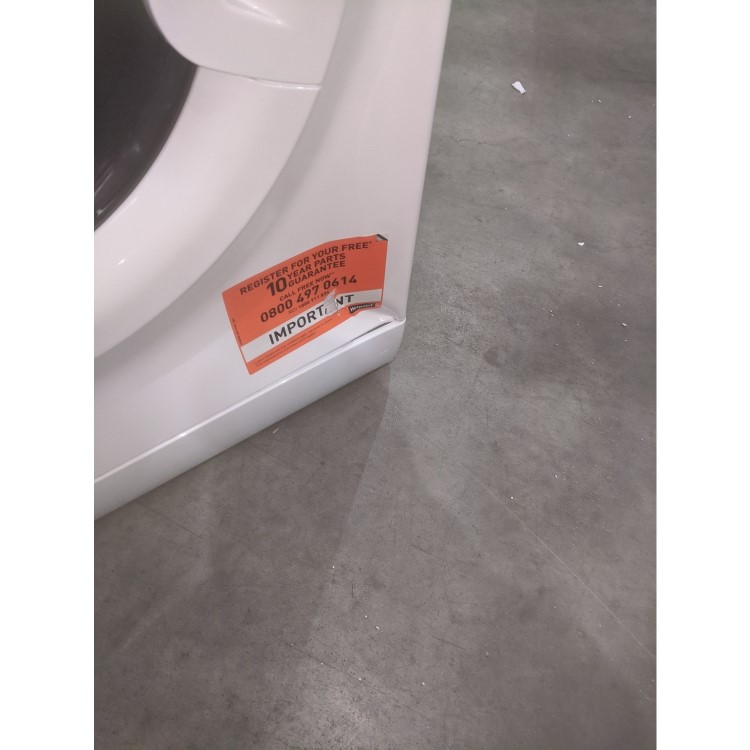 REGISTER FOR YOUR FREE*
10 YEAR PARTS
GUARANTEE
CALL FREE NOW**
0800 497 0614
IMPORTANT